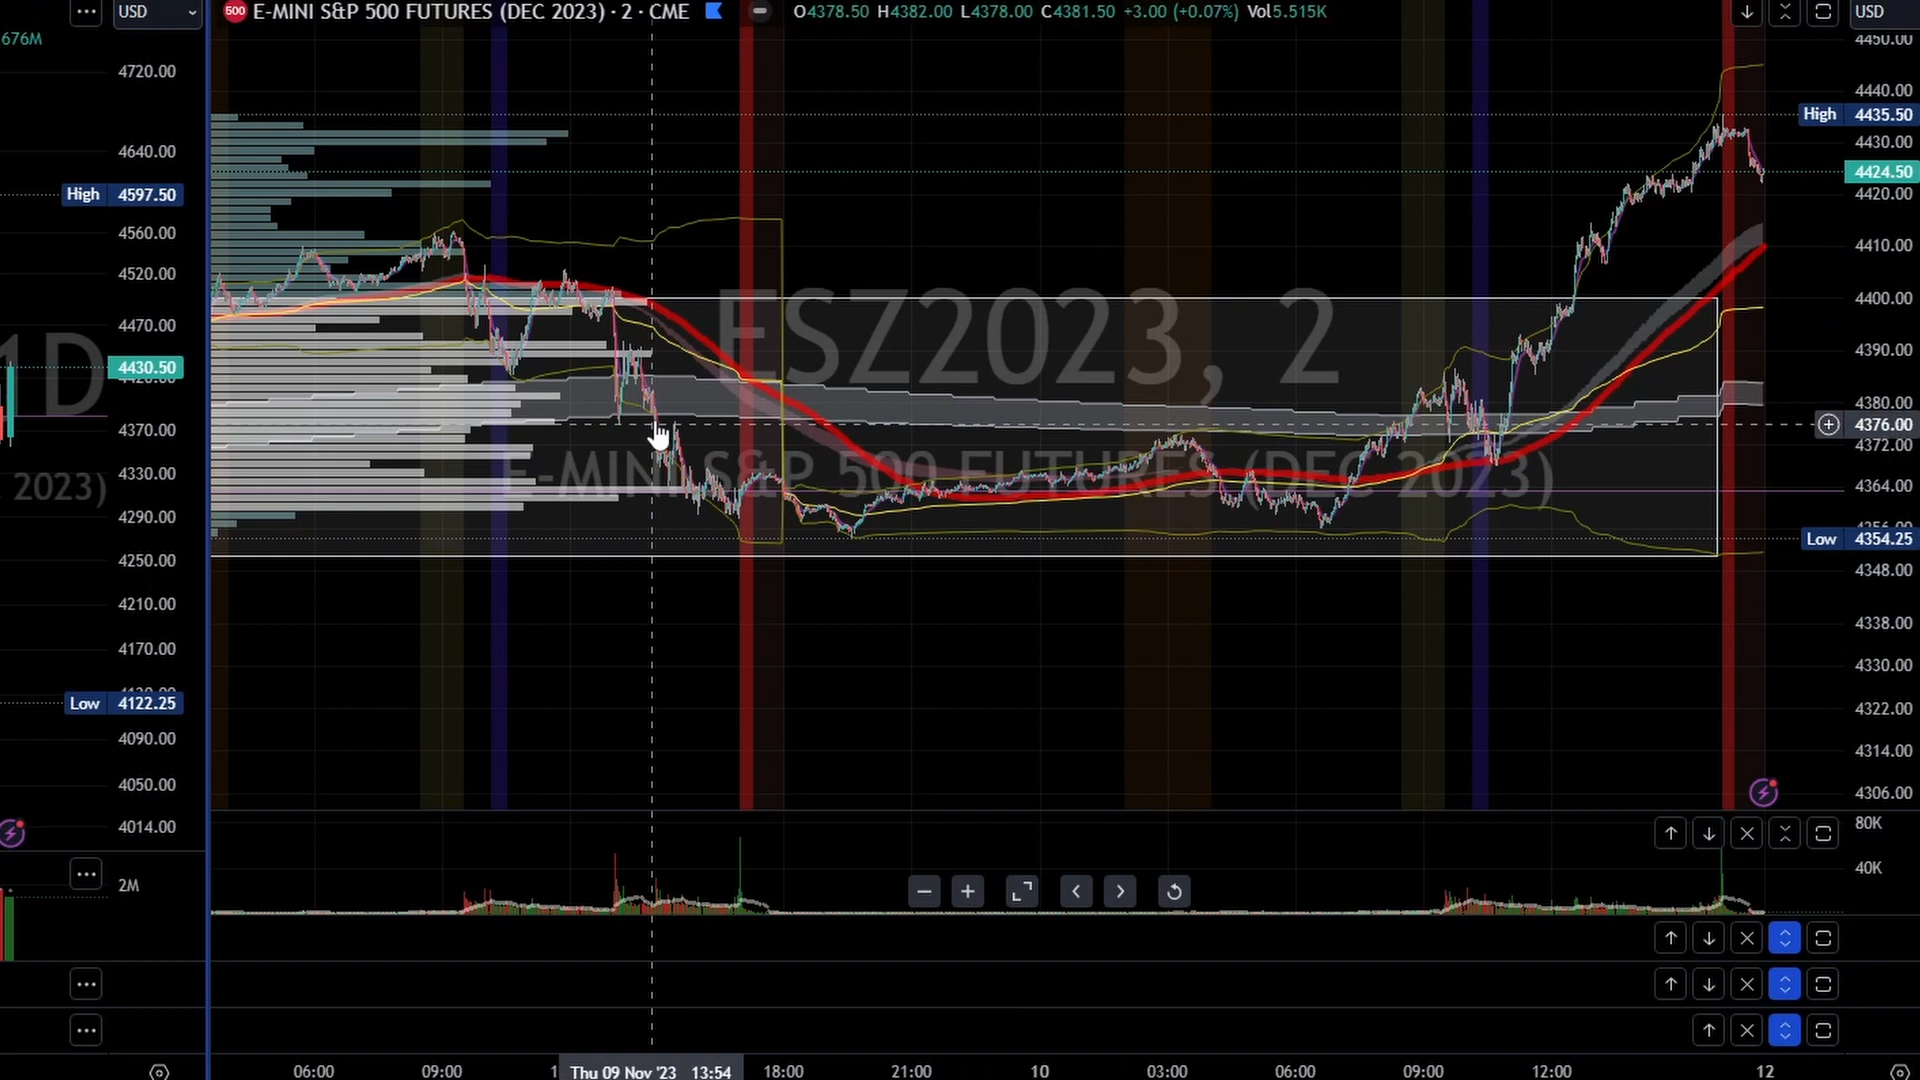 USD
500 E-MINI S&P 500 FUTURES (DEC 2023) · 2 · CME O4378.50 H4382.00 L4378.00 C4381.50 +3.00 (+0.07%) Vol5.515K
USD
676M
4720.00
4640.00
High 4597.50
4560.00
4520.00
4470.00
1D
4430.50
4370.00
2023)
4330.00
4290.00
4250.00
4210.00
4170.00
Low 4122.25
4090.00
4050.00
4014.00
2M
ESZ2023, 2
E-MINI S&P 500 FUTURES (DEC 2023)
4450.00
4440.00
High 4435.50
4430.00
4424.50
4420.00
4410.00
4400.00
4390.00
4380.00
4376.00
4372.00
4364.00
4356.00
Low 4354.25
4348.00
4338.00
4330.00
4322.00
4314.00
4306.00
80K
40K
06:00 09:00 1 Thu 09 Nov '23 13:54 18:00 21:00 10 03:00 06:00 09:00 12:00 12